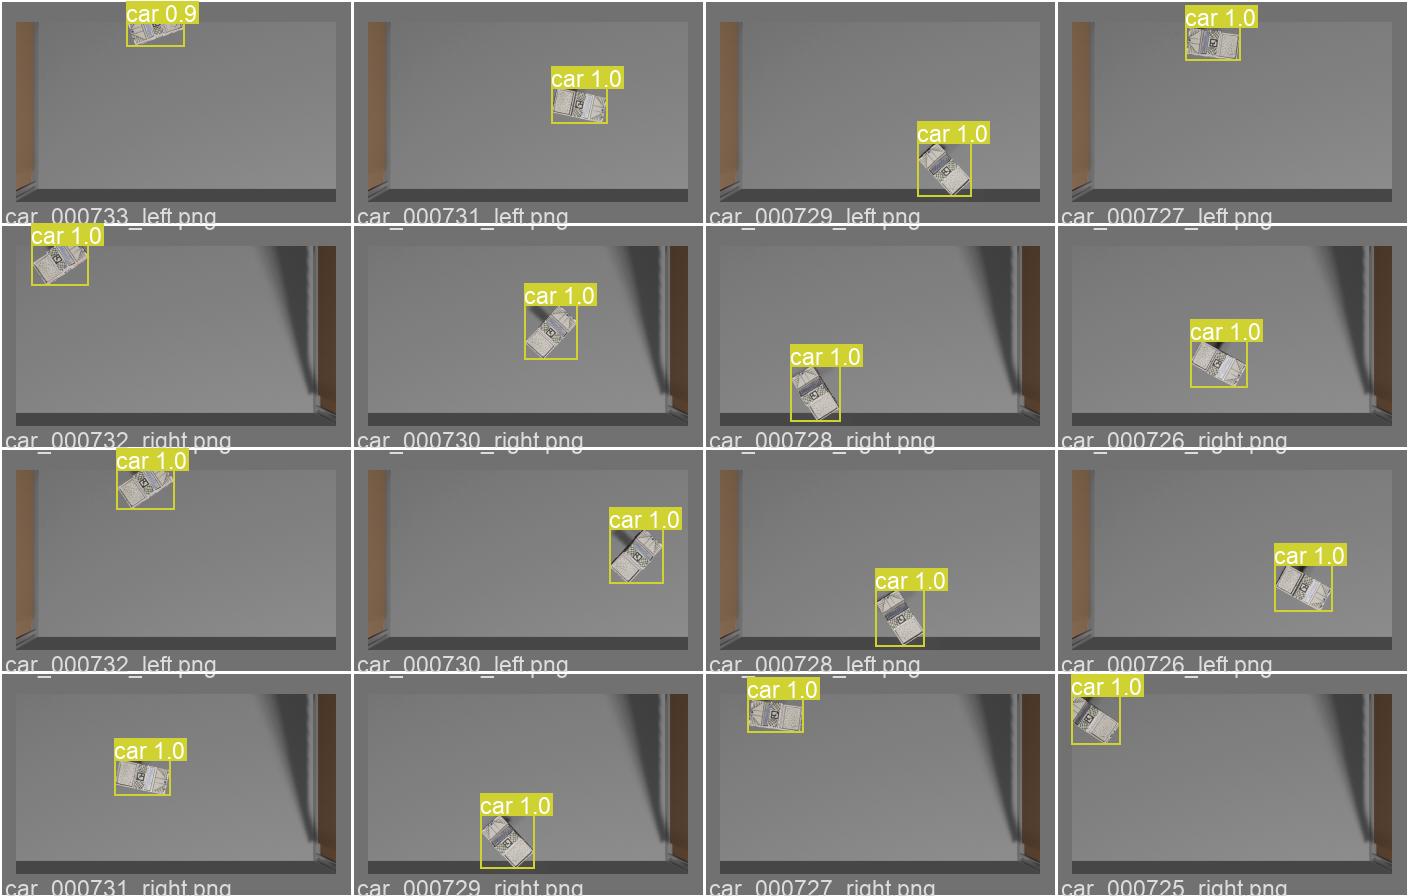 car 0.9
car_000733_left.png
car 1.0
car_000731_left.png
car 1.0
car_000729_left.png
car 1.0
car_000727_left.png
car 1.0
car_000732_right.png
car 1.0
car_000730_right.png
car 1.0
car_000728_right.png
car 1.0
car_000726_right.png
car 1.0
car_000732_left.png
car 1.0
car_000730_left.png
car 1.0
car_000728_left.png
car 1.0
car_000726_left.png
car 1.0
car_000731_right.png
car 1.0
car_000729_right.png
car 1.0
car_000727_right.png
car 1.0
car_000725_right.png